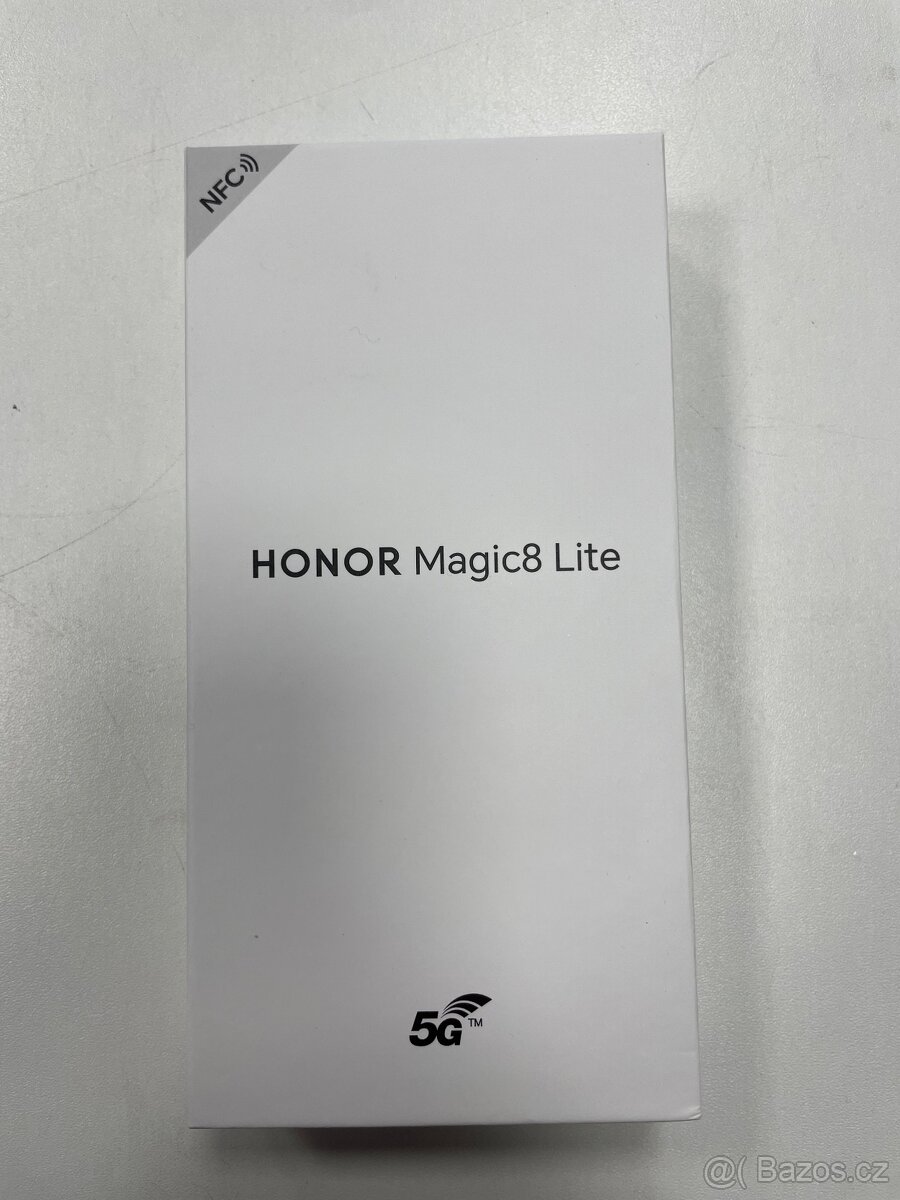 NFC
HONOR Magic8 Lite
5G™
@( Bazos.cz